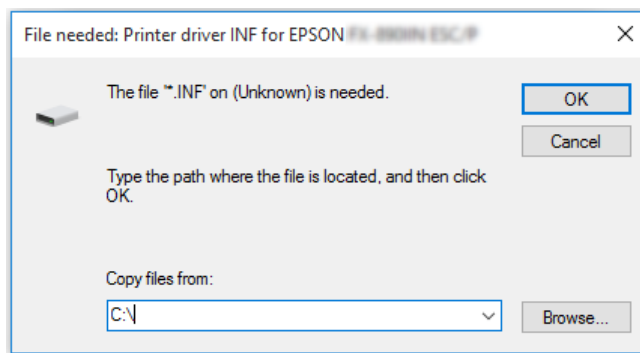 File needed: Printer driver INF for EPSON
The file '*.INF' on (Unknown) is needed.
OK
Cancel
Type the path where the file is located, and then click
OK.
Copy files from:
C:\
Browse...